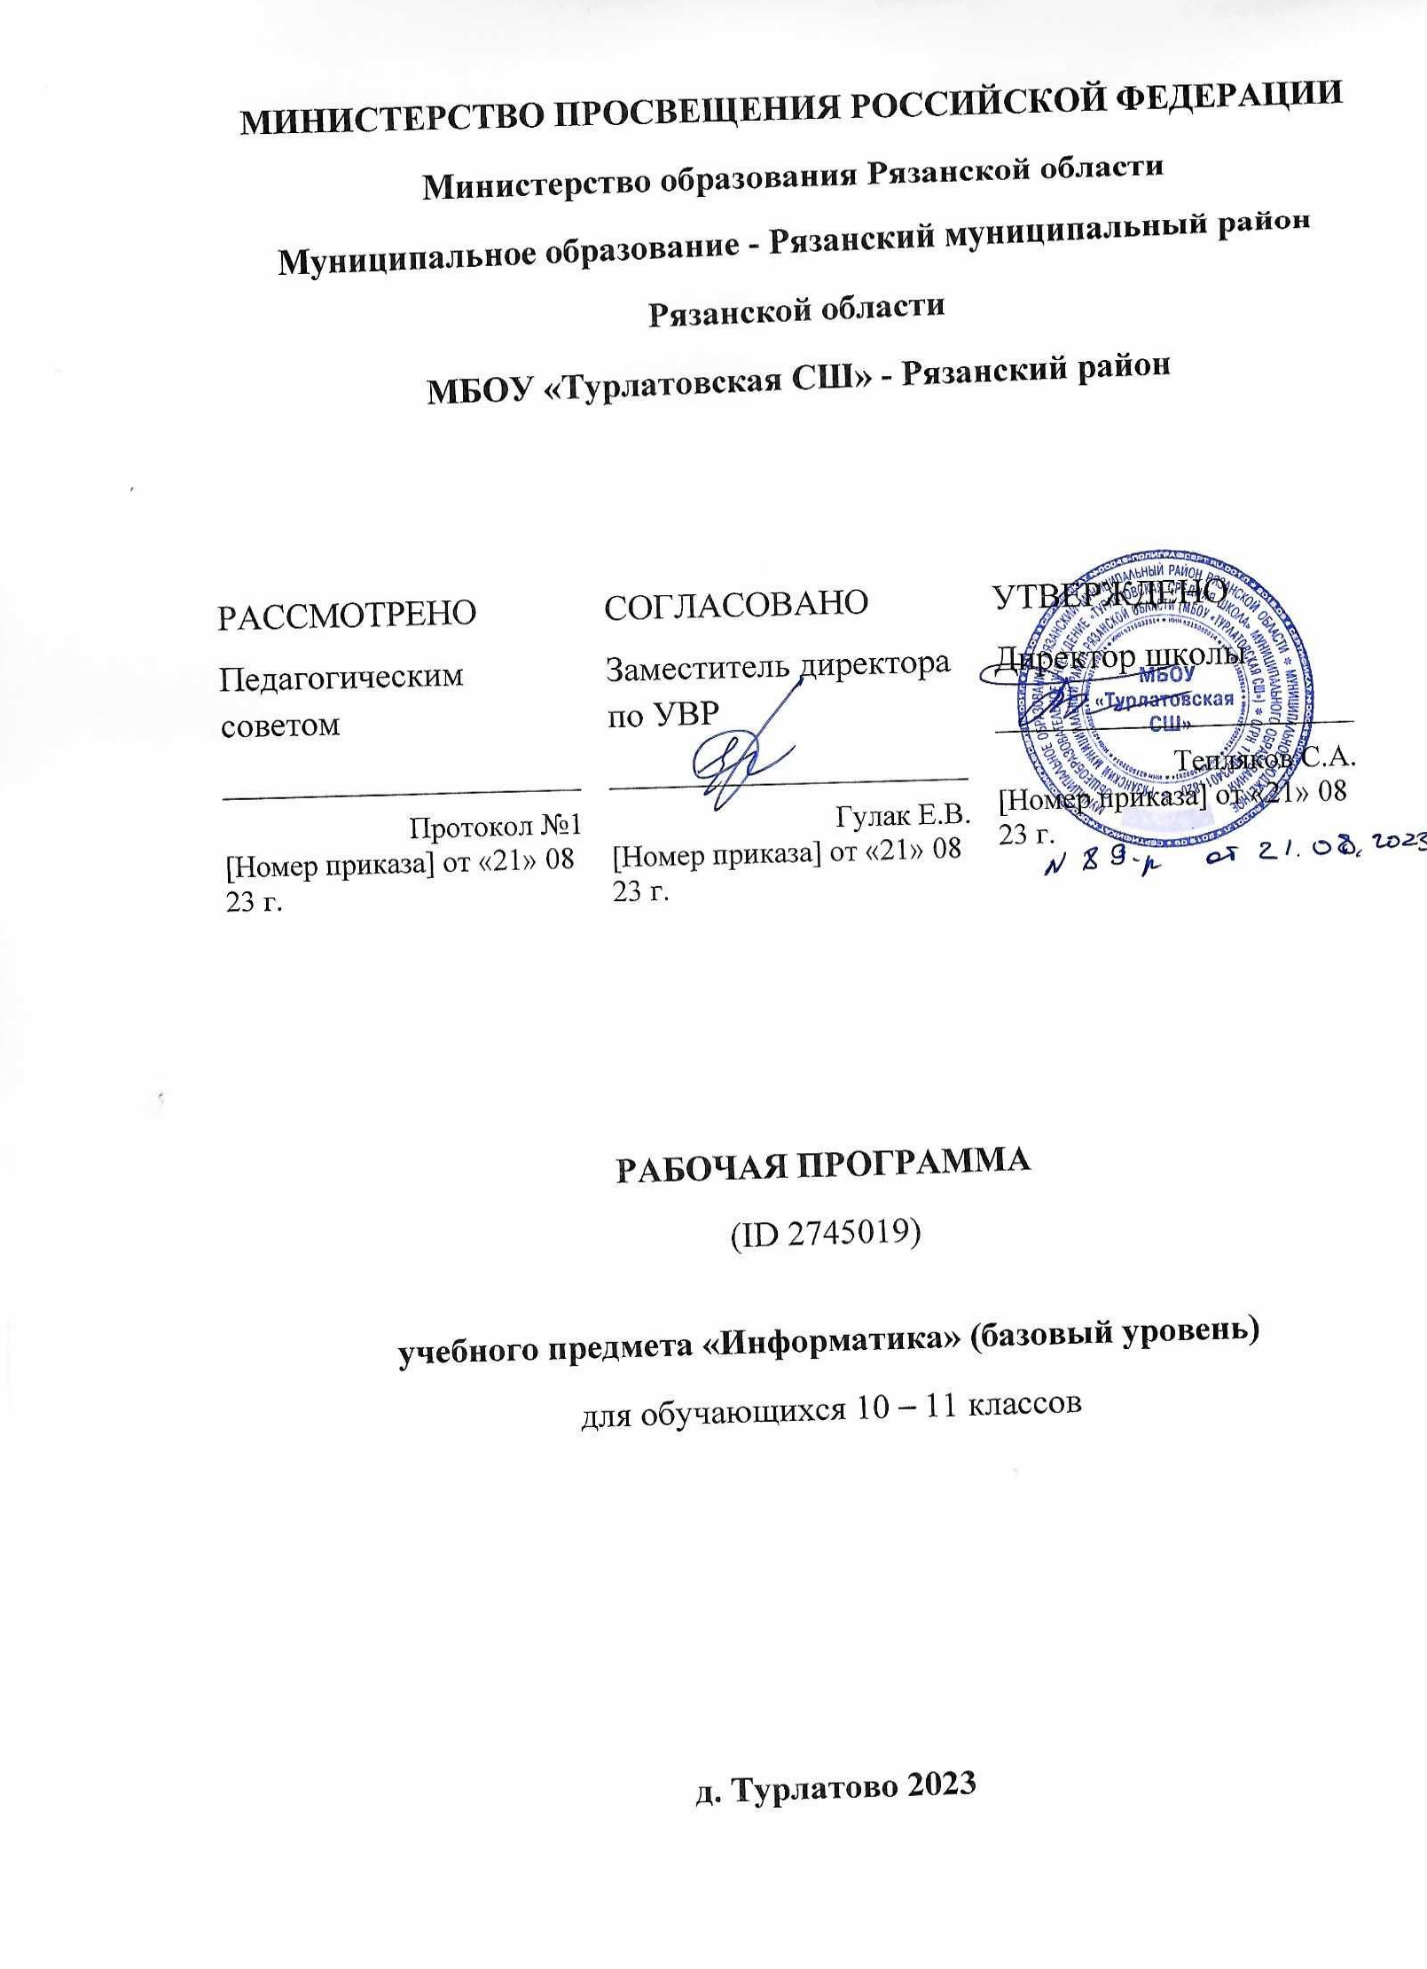 МИНИСТЕРСТВО ПРОСВЕЩЕНИЯ РОССИЙСКОЙ ФЕДЕРАЦИИ
Министерство образования Рязанской области
Муниципальное образование - Рязанский муниципальный район
Рязанской области
МБОУ «Турлатовская СШ» - Рязанский район
РАССМОТРЕНО
Педагогическим
советом
Протокол №1
[Номер приказа] от «21» 08
23 г.
СОГЛАСОВАНО
Заместитель директора
по УВР
Гулак Е.В.
[Номер приказа] от «21» 08
23 г.
УТВЕРЖДЕНО
Директор школы
МБОУ
«Турлатовская
СШ»
Тепляков С.А.
[Номер приказа] от «21» 08
23 г.
N 89-р от 21.08.2023
РАБОЧАЯ ПРОГРАММА
(ID 2745019)
учебного предмета «Информатика» (базовый уровень)
для обучающихся 10 – 11 классов
д. Турлатово 2023